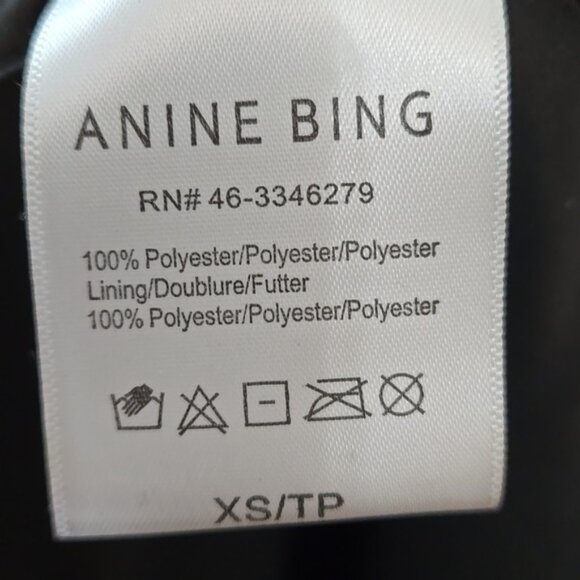 ANINE BING
RN# 46-3346279
100% Polyester/Polyester/Polyester
Lining/Doublure/Futter
100% Polyester/Polyester/Polyester
XS/TP